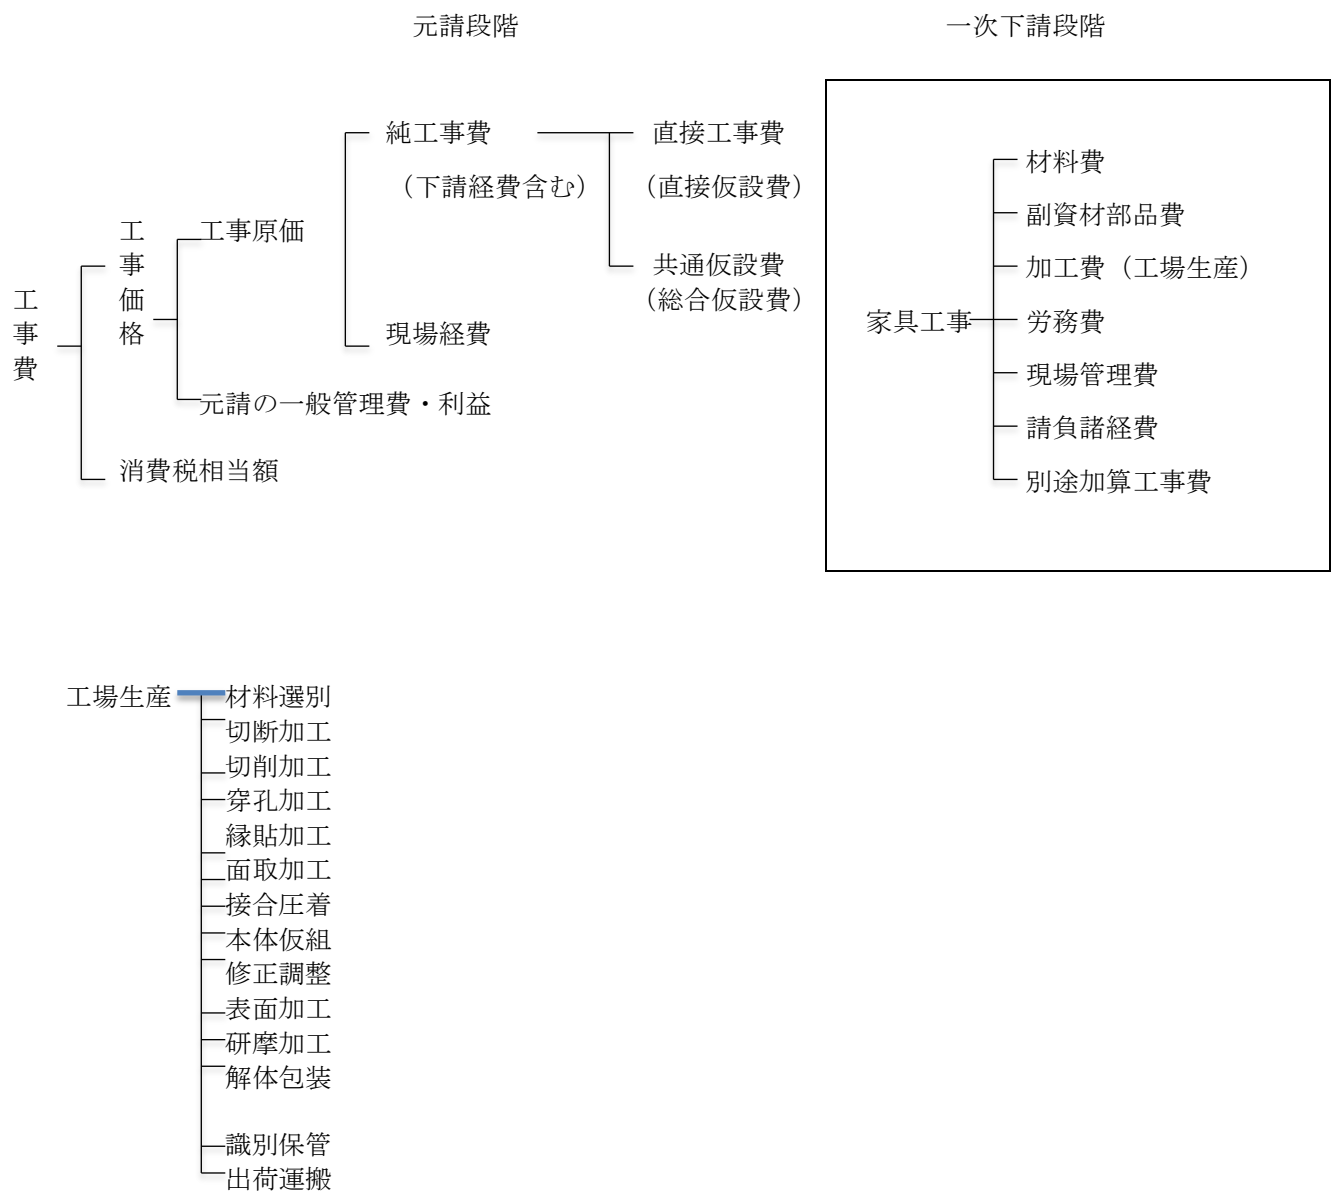 元請段階
一次下請段階
純工事費
直接工事費
（下請経費含む）
（直接仮設費）
工事原価
共通仮設費
（総合仮設費）
工事価格
工事費
現場経費
元請の一般管理費・利益
消費税相当額
家具工事
材料費
副資材部品費
加工費（工場生産）
労務費
現場管理費
請負諸経費
別途加算工事費
工場生産
材料選別
切断加工
切削加工
穿孔加工
縁貼加工
面取加工
接合圧着
本体仮組
修正調整
表面加工
研摩加工
解体包装
識別保管
出荷運搬